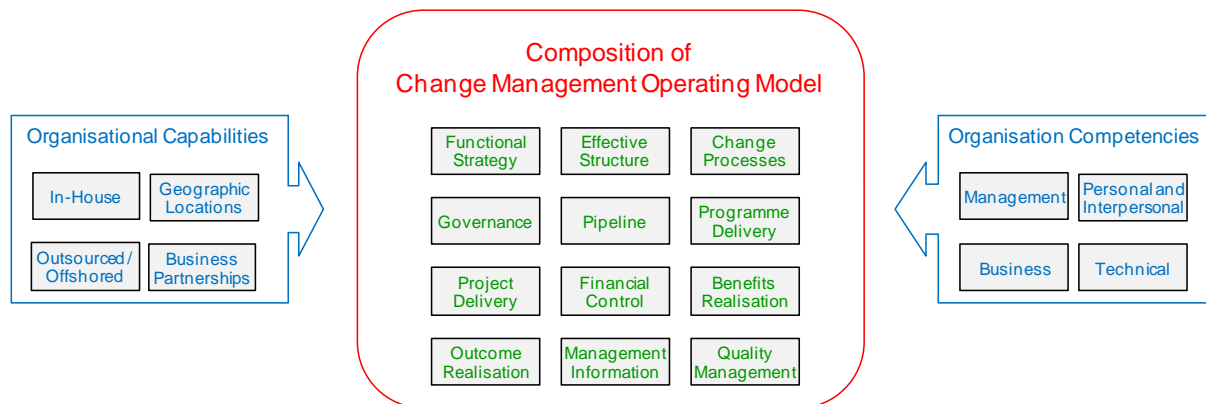 Composition of
Change Management Operating Model
Organisational Capabilities
In-House
Geographic
Locations
Outsourced /
Offshored
Business
Partnerships
Functional
Strategy
Effective
Structure
Change
Processes
Governance
Pipeline
Programme
Delivery
Project
Delivery
Financial
Control
Benefits
Realisation
Outcome
Realisation
Management
Information
Quality
Management
Organisation Competencies
Management
Personal and
Interpersonal
Business
Technical